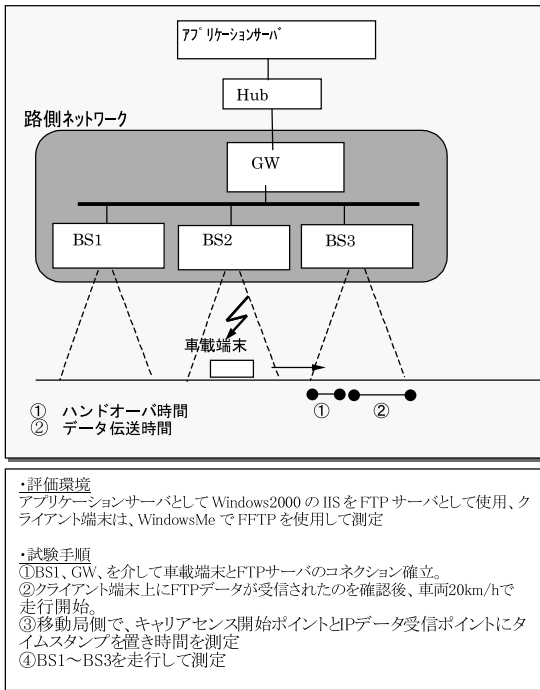 アプリケーションサーバ
Hub
路側ネットワーク
GW
BS1
BS2
BS3
車載端末
① ②
① ハンドオーバ時間
② データ伝送時間
・評価環境
アプリケーションサーバとして Windows2000 の IIS を FTP サーバとして使用、ク
ライアント端末は、WindowsMe で FFTP を使用して測定
・試験手順
①BS1、GW、を介して車載端末とFTPサーバのコネクション確立。
②クライアント端末上にFTPデータが受信されたのを確認後、車両20km/hで
走行開始。
③移動局側で、キャリアセンス開始ポイントとIPデータ受信ポイントにタ
イムスタンプを置き時間を測定
④BS1～BS3を走行して測定